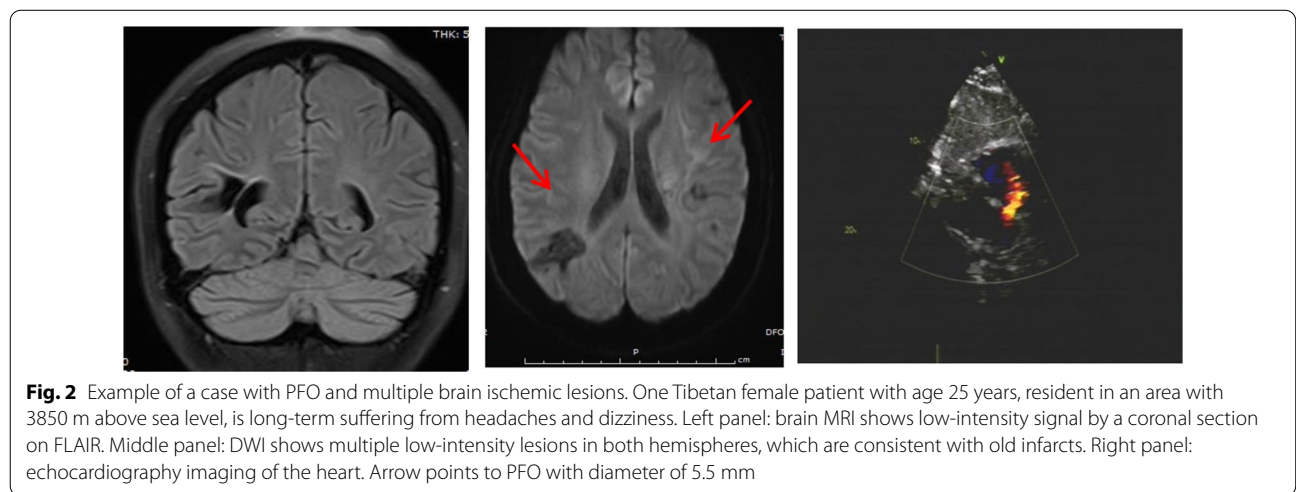 THK: 5
T
DFO
P
cm
10
20
V
Fig. 2 Example of a case with PFO and multiple brain ischemic lesions. One Tibetan female patient with age 25 years, resident in an area with
3850 m above sea level, is long-term suffering from headaches and dizziness. Left panel: brain MRI shows low-intensity signal by a coronal section
on FLAIR. Middle panel: DWI shows multiple low-intensity lesions in both hemispheres, which are consistent with old infarcts. Right panel:
echocardiography imaging of the heart. Arrow points to PFO with diameter of 5.5 mm